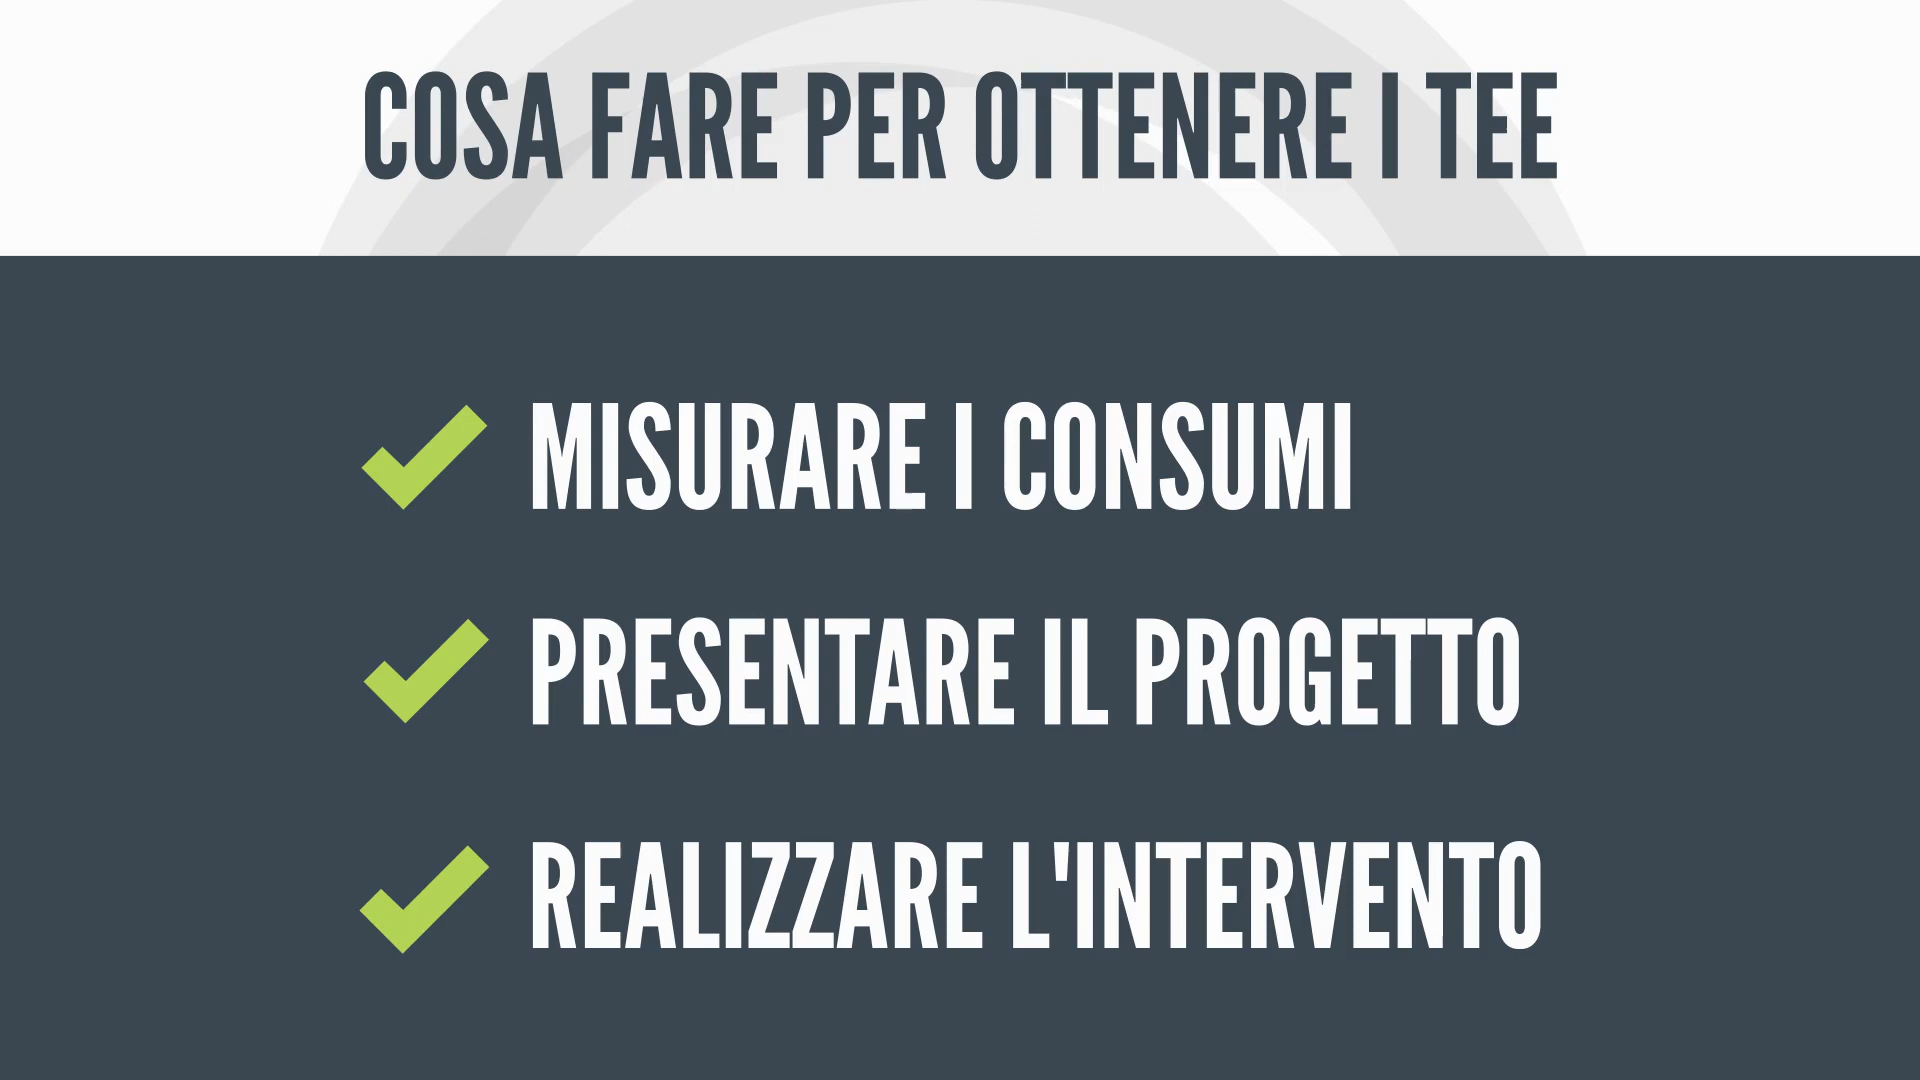 COSA FARE PER OTTENERE I TEE
MISURARE I CONSUMI
PRESENTARE IL PROGETTO
REALIZZARE L'INTERVENTO